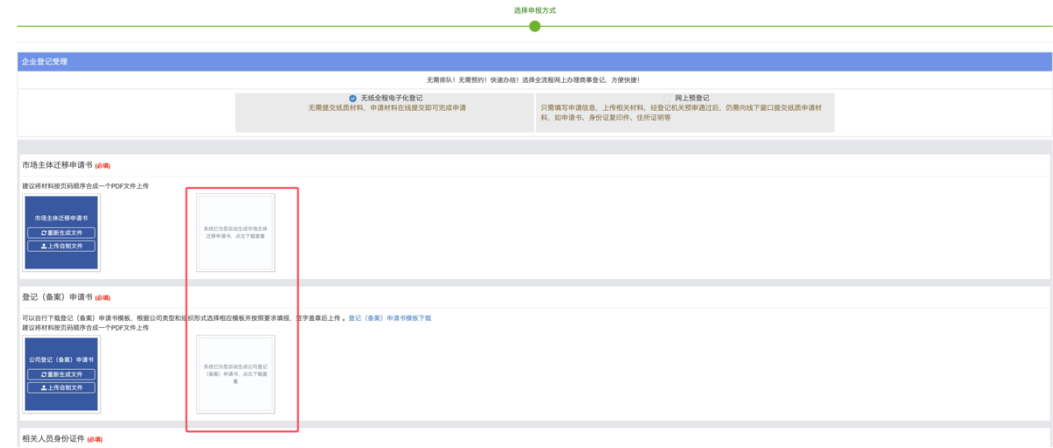 选择申报方式
企业登记受理
无需排队！无需预约！快速办结！选择全流程网上办理商事登记，方便快捷！
无纸全程电子化登记
无需提交纸质材料，申请材料在线提交即可完成申请
网上预登记
只需填写申请信息，上传相关材料，经登记机关预审通过后，仍需向线下窗口提交纸质申请材
料，如申请书、身份证复印件、住所证明等
市场主体迁移申请书 (必填)
建议将材料按页码顺序合成一个PDF文件上传
市场主体迁移申请书
重新生成文件
上传自制文件
系统已为您自动生成市场主体
迁移申请书，点击下载查看
登记（备案）申请书 (必填)
可以自行下载登记（备案）申请书模板，根据公司类型和组织形式选择相应模板并按照要求填报，签字盖章后上传。登记（备案）申请书模板下载
建议将材料按页码顺序合成一个PDF文件上传
公司登记（备案）申请书
重新生成文件
上传自制文件
系统已为您自动生成公司登记
（备案）申请书，点击下载查
看
相关人员身份证件 (必填)